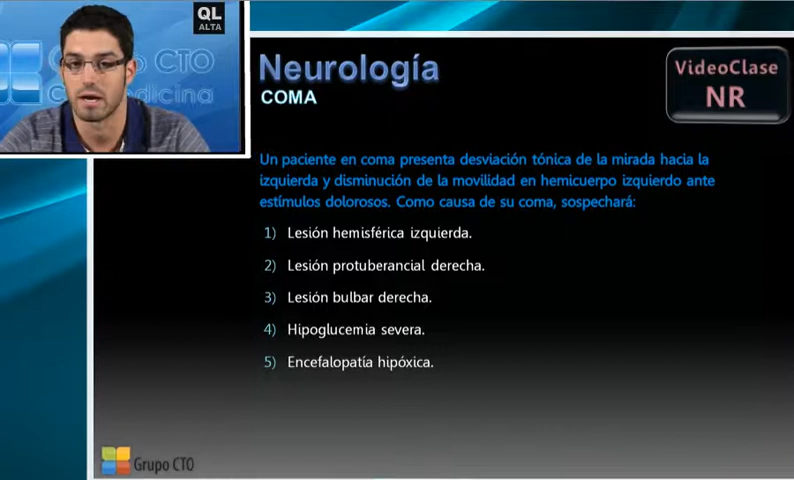 QL
ALTA
Grupo CTO
Neurología
COMA
VideoClase
NR
Un paciente en coma presenta desviación tónica de la mirada hacia la
izquierda y disminución de la movilidad en hemicuerpo izquierdo ante
estímulos dolorosos. Como causa de su coma, sospechará:
1) Lesión hemisférica izquierda.
2) Lesión protuberancial derecha.
3) Lesión bulbar derecha.
4) Hipoglucemia severa.
5) Encefalopatía hipóxica.
Grupo CTO